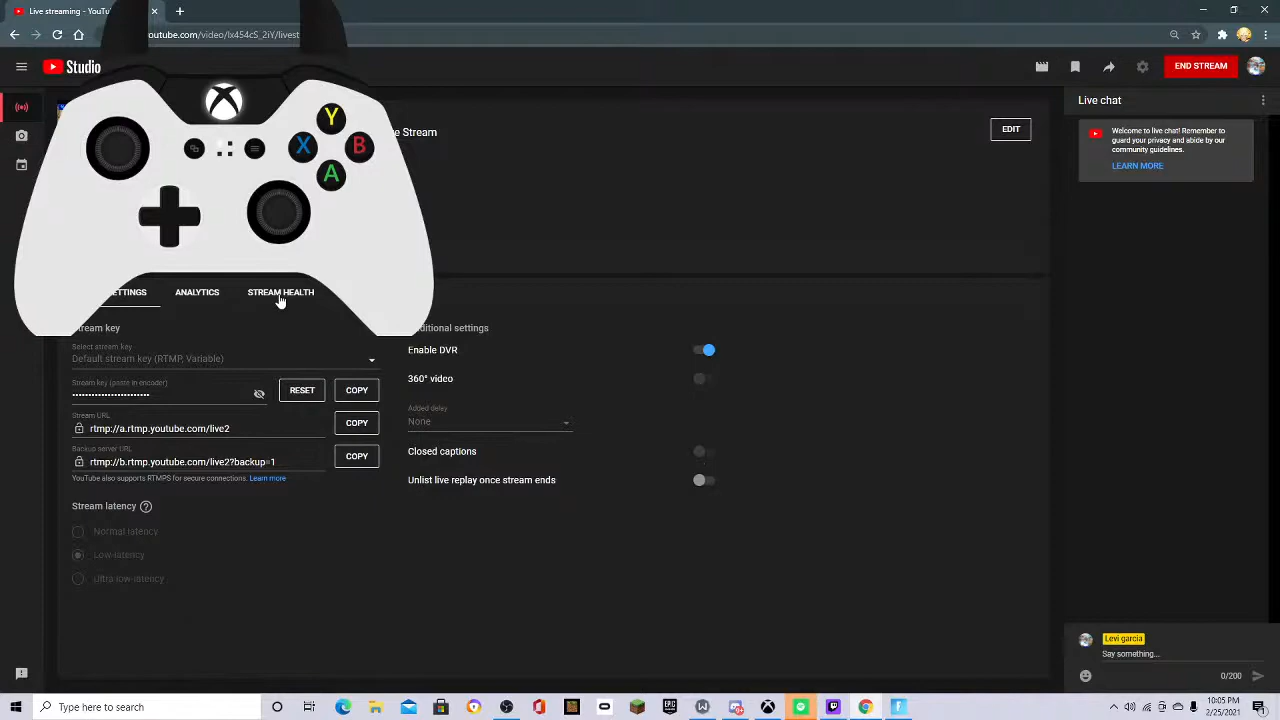 Live streaming - YouTu
outube.com/video/lx454cS_2iY/livest
Studio
END STREAM
Live chat
Welcome to live chat! Remember to
guard your privacy and abide by our
community guidelines.
LEARN MORE
e Stream
EDIT
X
Y
X B
A
ETTINGS ANALYTICS STREAM HEALTH
Stream key
Select stream key
Default stream key (RTMP, Variable)
Stream key (paste in encoder)
RESET COPY
Stream URL
rtmp://a.rtmp.youtube.com/live2
COPY
Backup server URL
rtmp://b.rtmp.youtube.com/live2?backup=1
COPY
YouTube also supports RTMPS for secure connections. Learn more
Stream latency
Normal latency
Low-latency
Ultra low-latency
ditional settings
Enable DVR
360° video
Added delay
None
Closed captions
Unlist live replay once stream ends
Levi garcia
Say something...
0/200
Type here to search
10:05 PM
2/25/2021